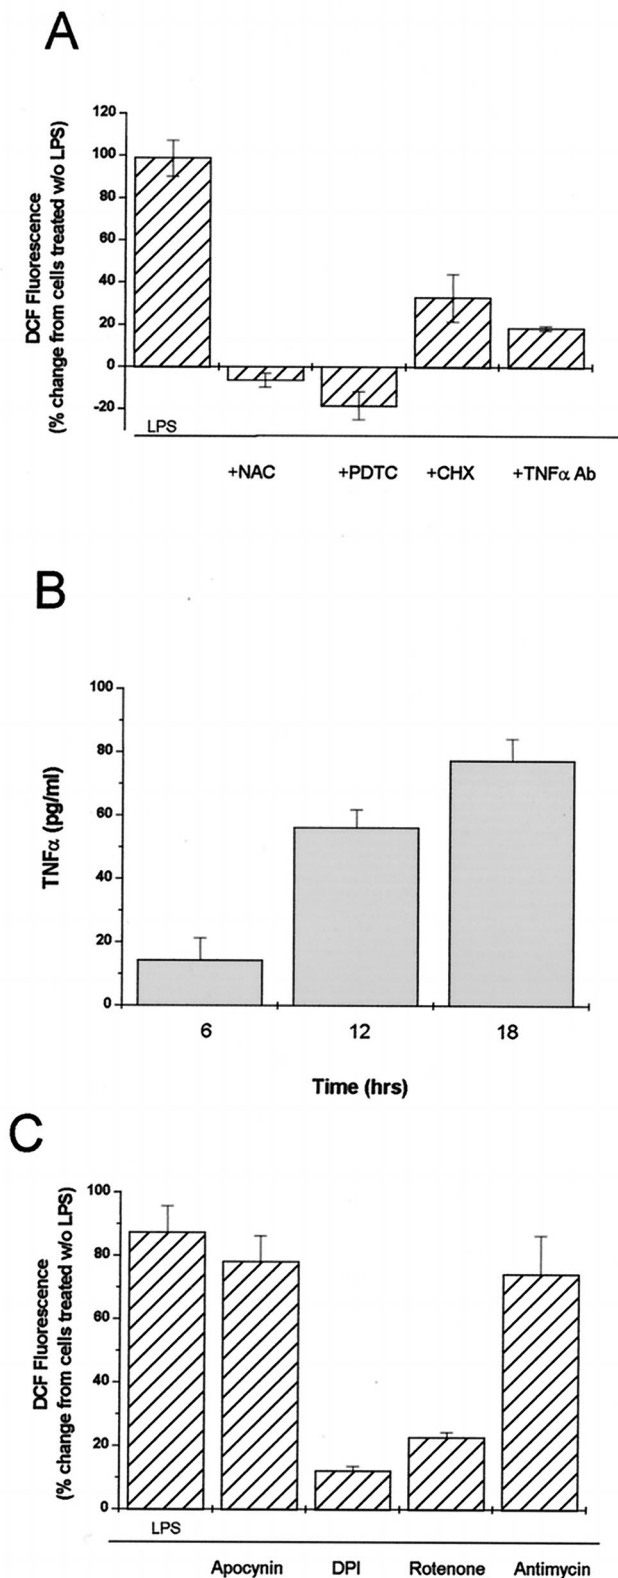 A
DCF Fluorescence
(% change from cells treated w/o LPS)
120
100
80
60
40
20
0
-20
LPS
+NAC +PDTC +CHX +TNFα Ab
B
TNFα (pg/ml)
100
80
60
40
20
0
6 12 18
Time (hrs)
C
DCF Fluorescence
(% change from cells treated w/o LPS)
100
80
60
40
20
0
LPS
Apocynin DPI Rotenone Antimycin